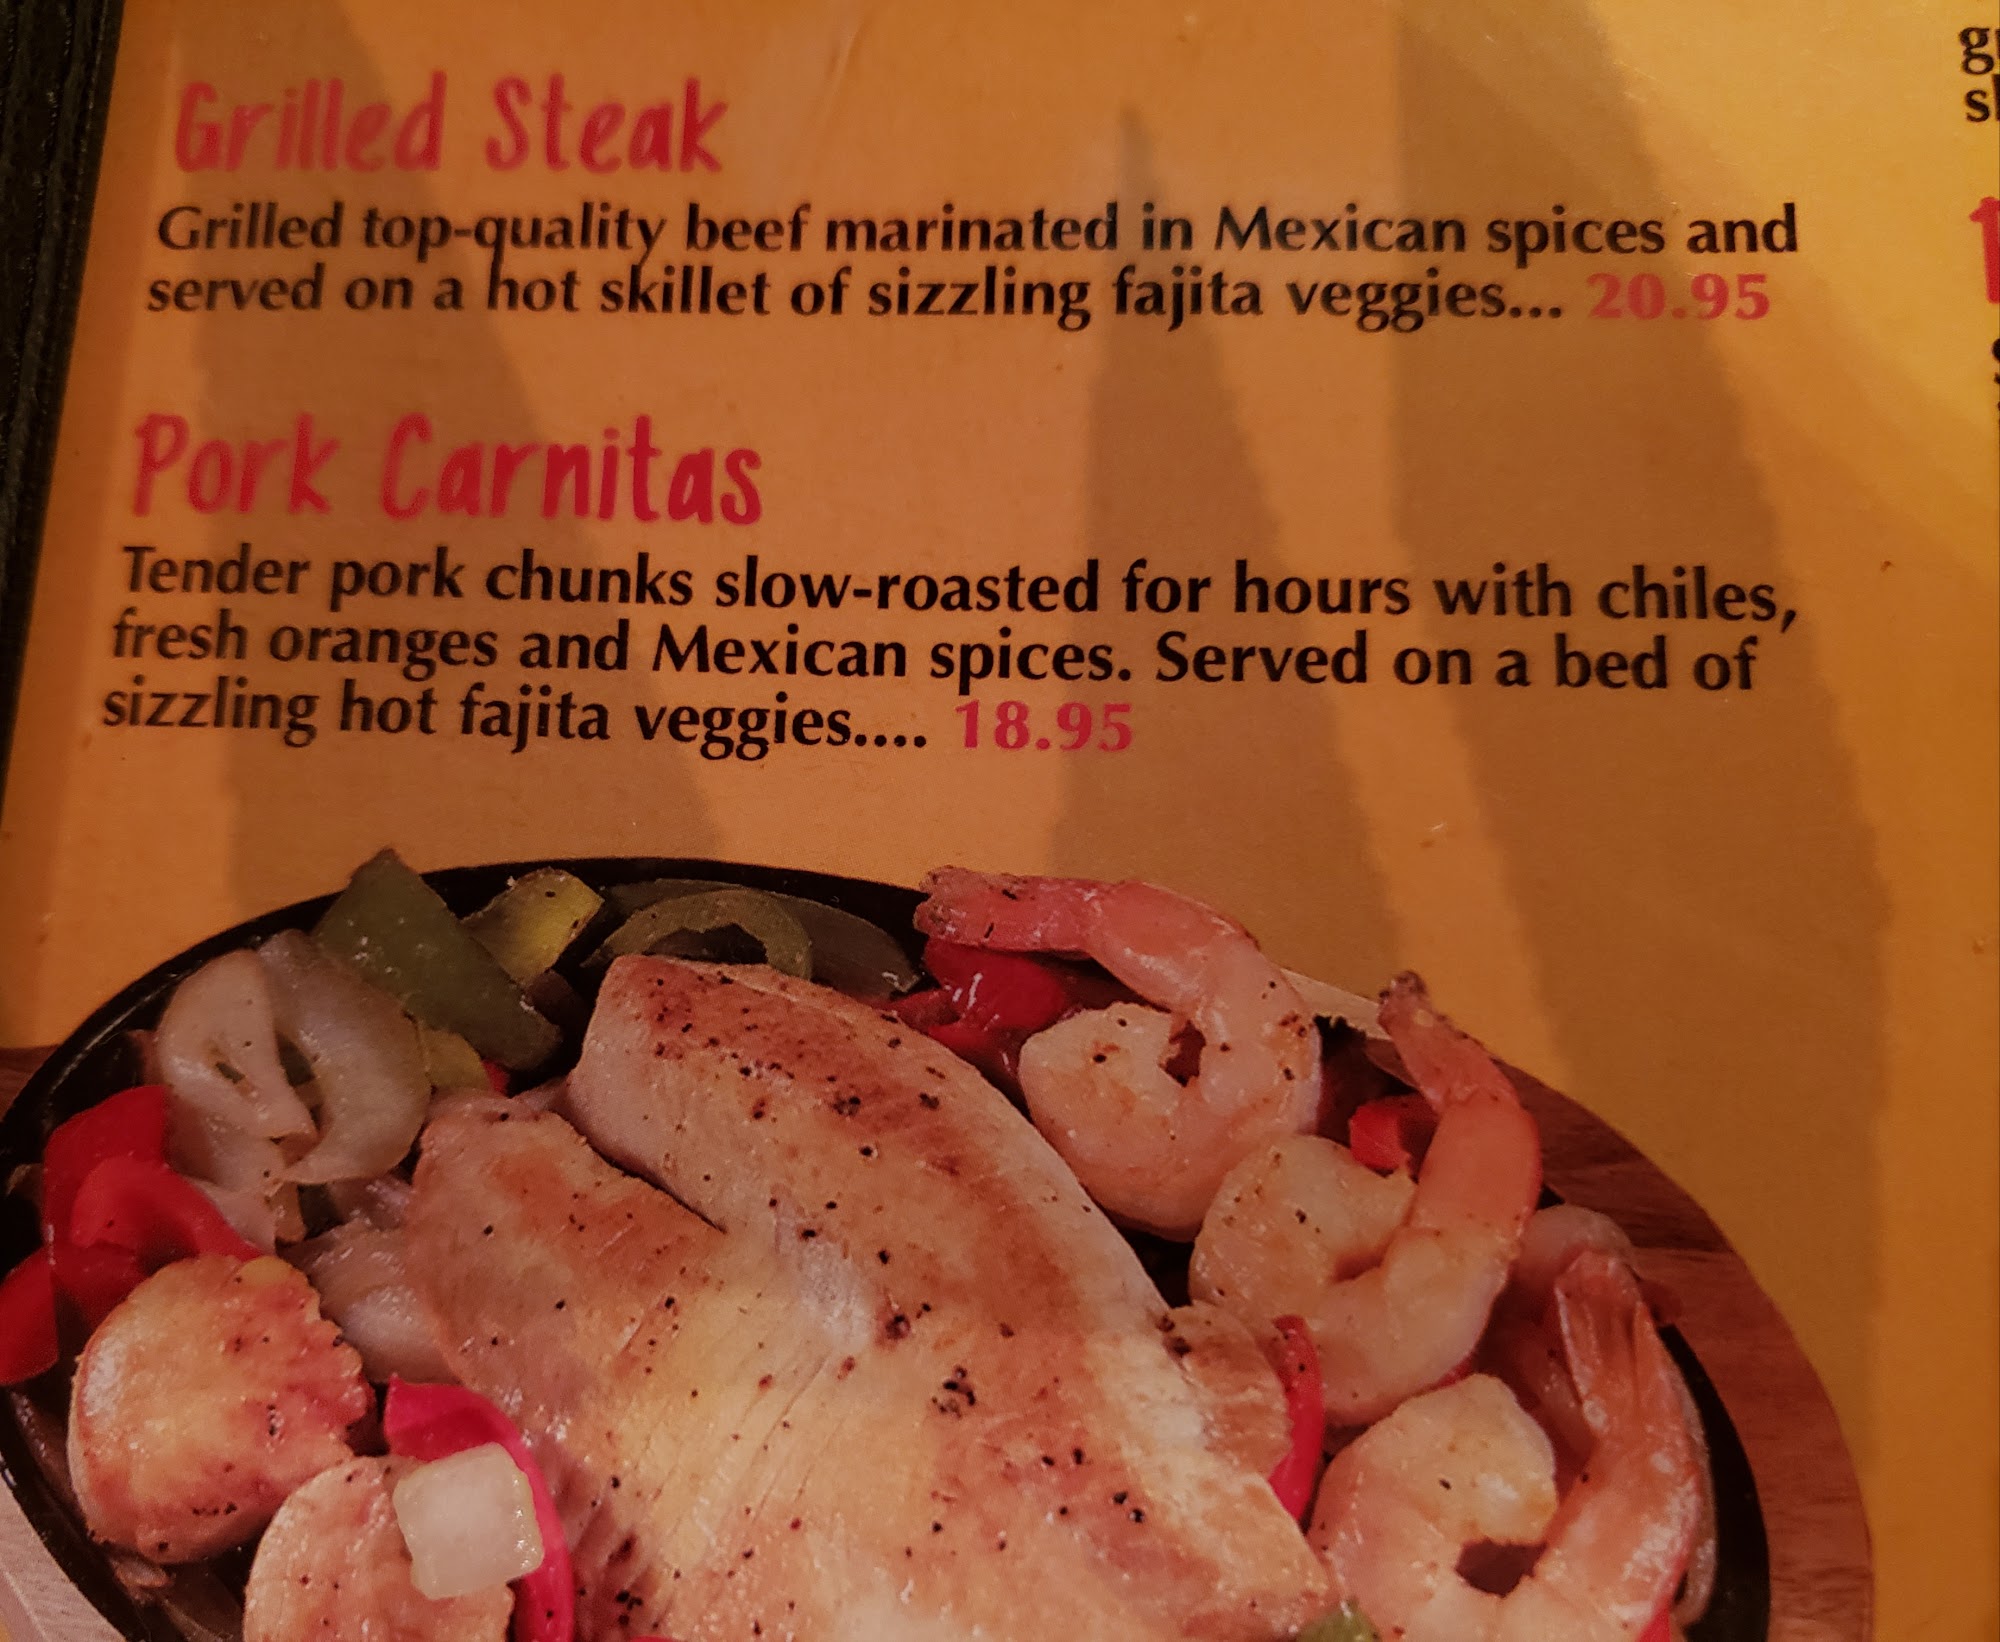 Grilled Steak
Grilled top-quality beef marinated in Mexican spices and
served on a hot skillet of sizzling fajita veggies... 20.95
Pork Carnitas
Tender pork chunks slow-roasted for hours with chiles,
fresh oranges and Mexican spices. Served on a bed of
sizzling hot fajita veggies.... 18.95